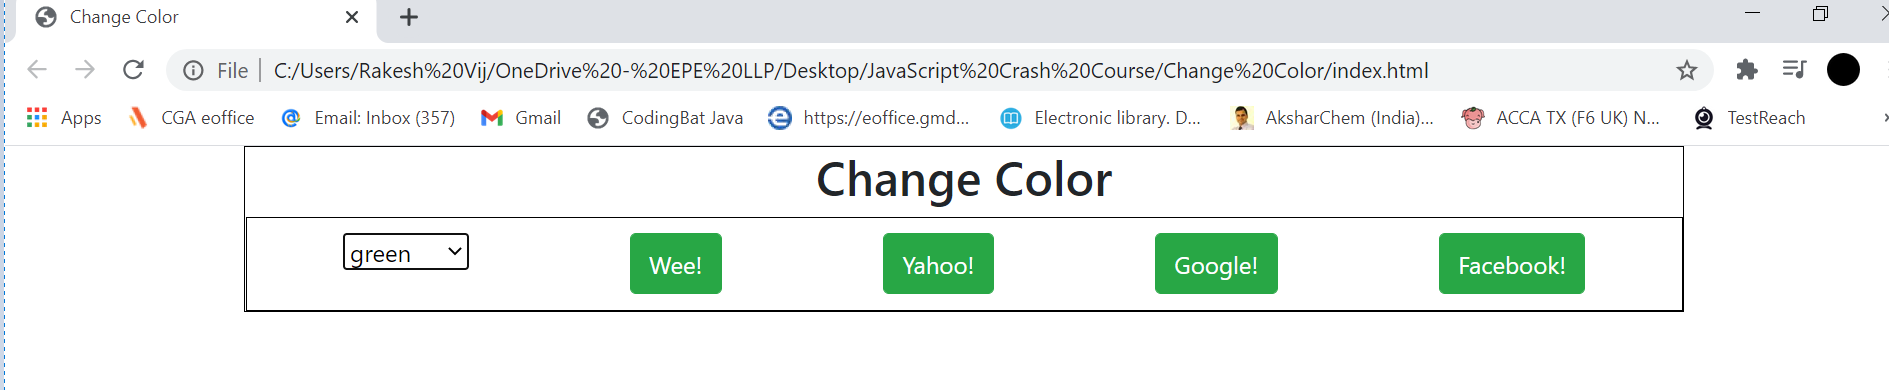 Change Color
File C:/Users/Rakesh%20Vij/OneDrive%20-%20EPE%20LLP/Desktop/JavaScript%20Crash%20Course/Change%20Color/index.html
Apps CGA eoffice Email: Inbox (357) Gmail CodingBat Java https://eoffice.gmd... Electronic library. D... AksharChem (India)... ACCA TX (F6 UK) N... TestReach
Change Color
green Wee! Yahoo! Google! Facebook!